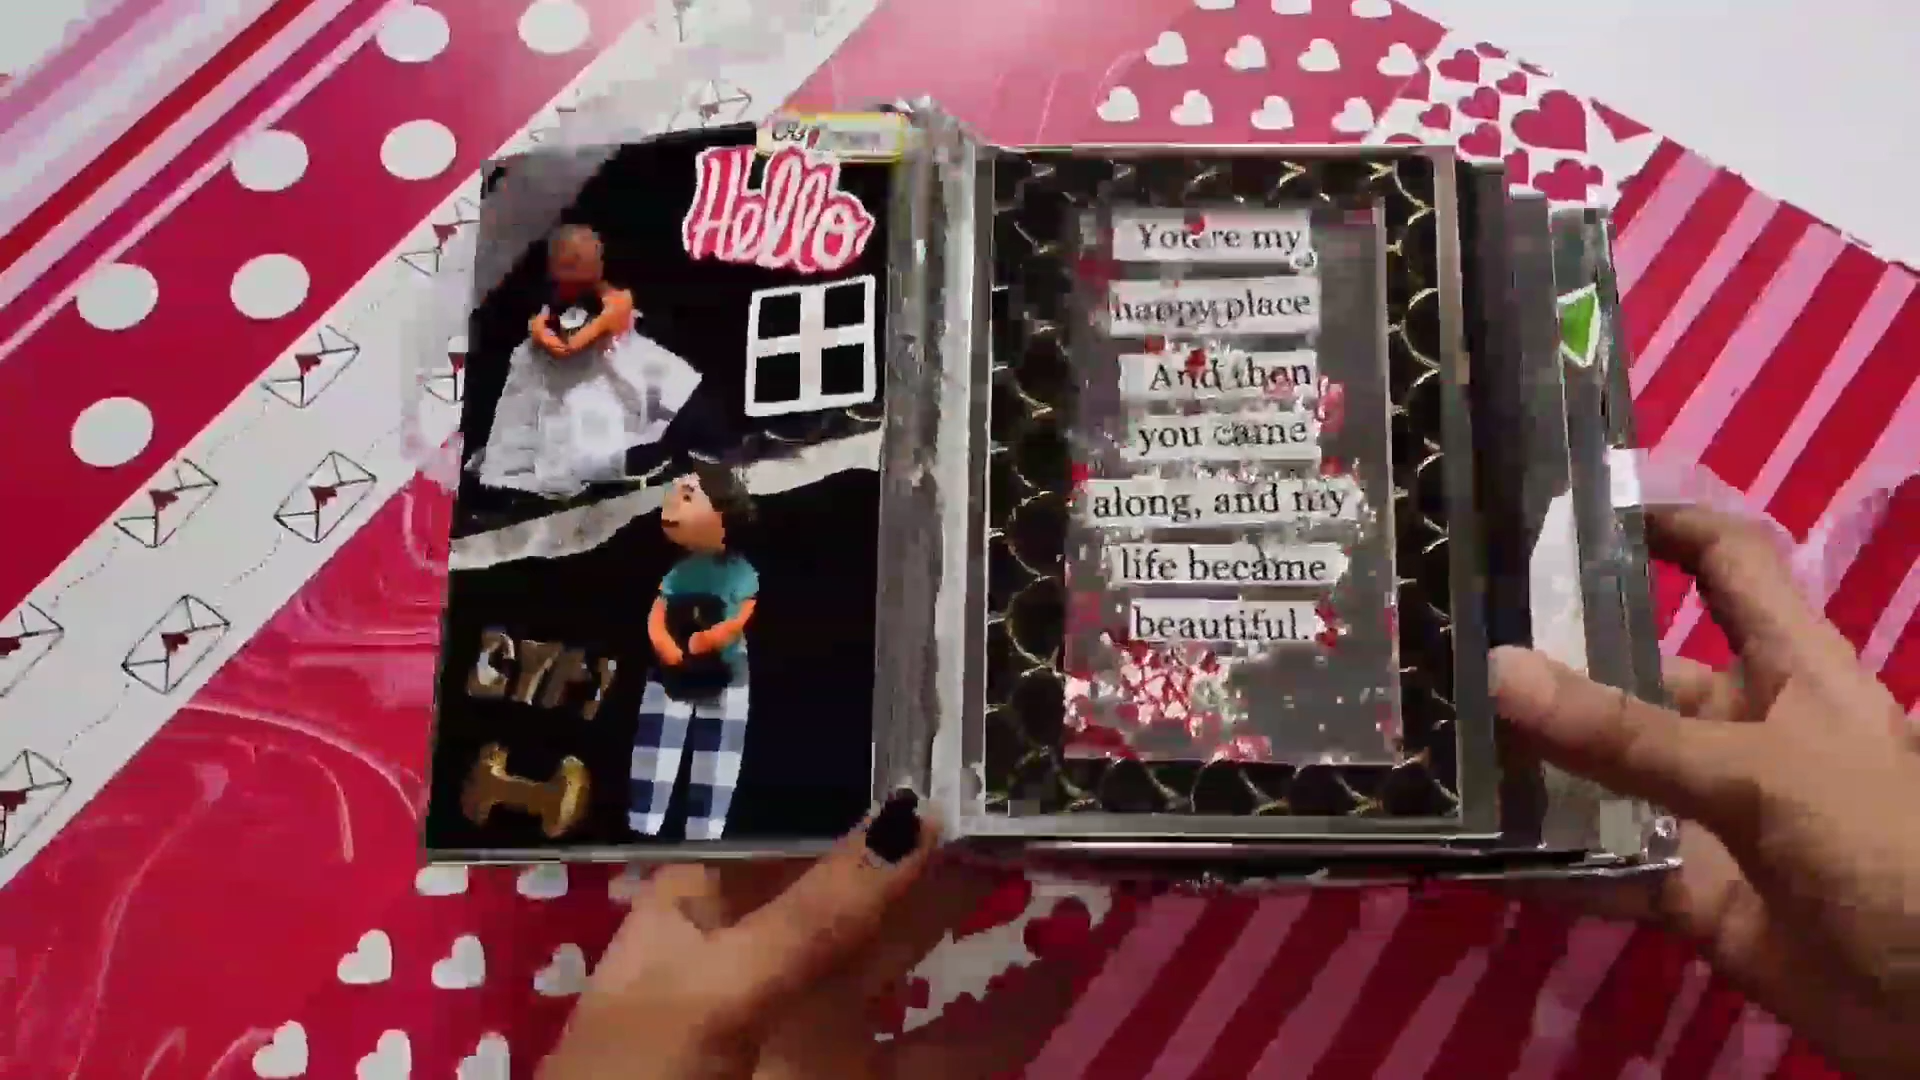 Hello
You're my
happy place
And then
you came
along, and my
life became
beautiful.